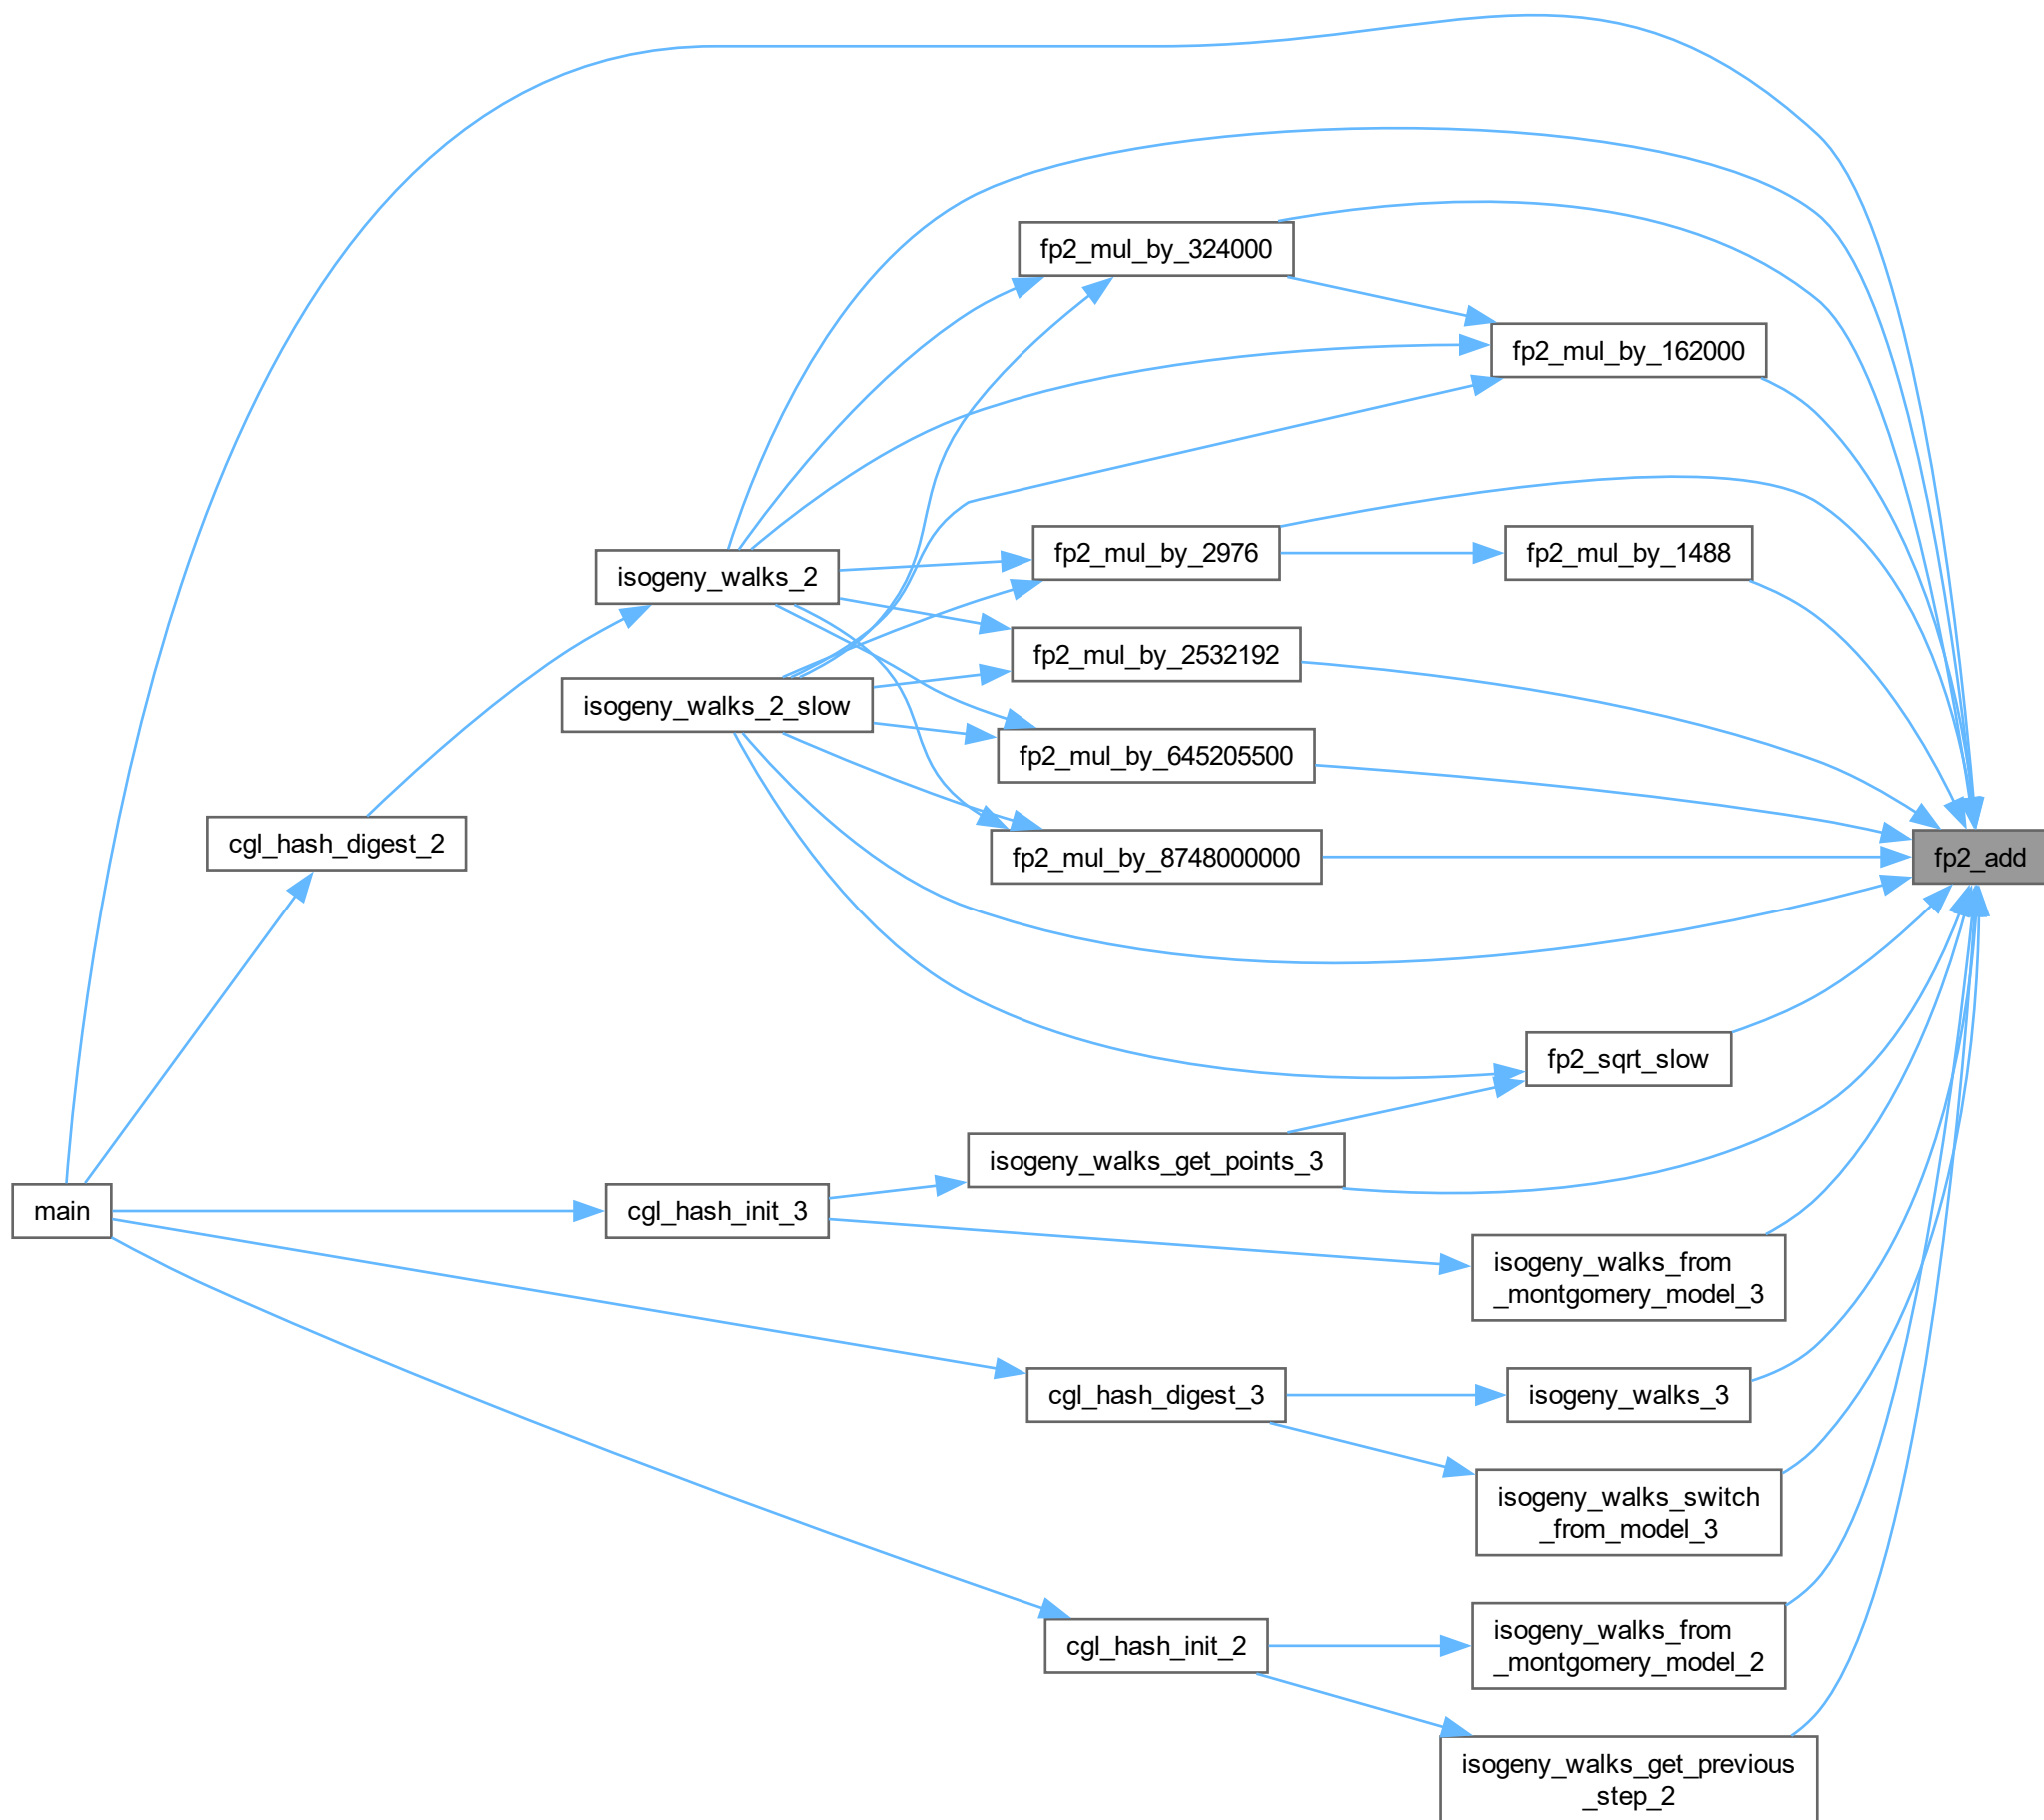 fp2_mul_by_324000
fp2_mul_by_162000
fp2_mul_by_2976
fp2_mul_by_1488
isogeny_walks_2
fp2_mul_by_2532192
isogeny_walks_2_slow
fp2_mul_by_645205500
cgl_hash_digest_2
fp2_mul_by_8748000000
fp2_add
fp2_sqrt_slow
isogeny_walks_get_points_3
main
cgl_hash_init_3
isogeny_walks_from
_montgomery_model_3
cgl_hash_digest_3
isogeny_walks_3
isogeny_walks_switch
_from_model_3
cgl_hash_init_2
isogeny_walks_from
_montgomery_model_2
isogeny_walks_get_previous
_step_2